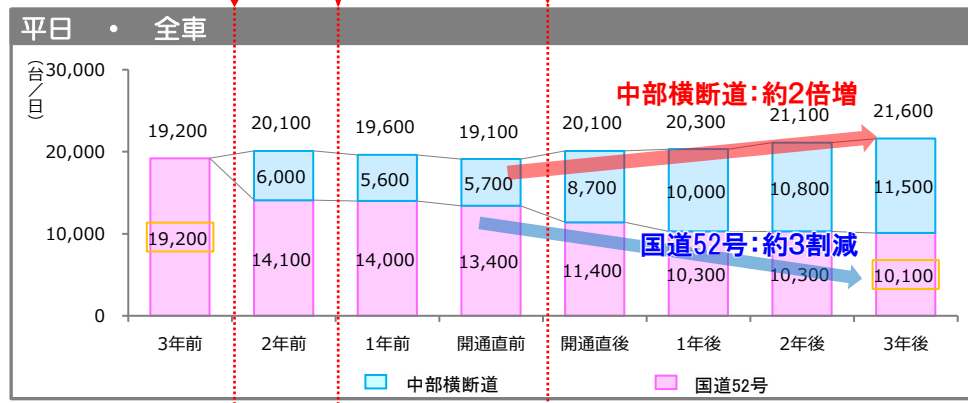 平日 ・ 全車
(台/日)
30,000
20,000
10,000
0
中部横断道：約2倍増
19,200
20,100
19,600
19,100
20,100
20,300
21,100
21,600
6,000
5,600
5,700
8,700
10,000
10,800
11,500
国道52号：約3割減
19,200
14,100
14,000
13,400
11,400
10,300
10,300
10,100
3年前
2年前
1年前
開通直前
開通直後
1年後
2年後
3年後
中部横断道
国道52号